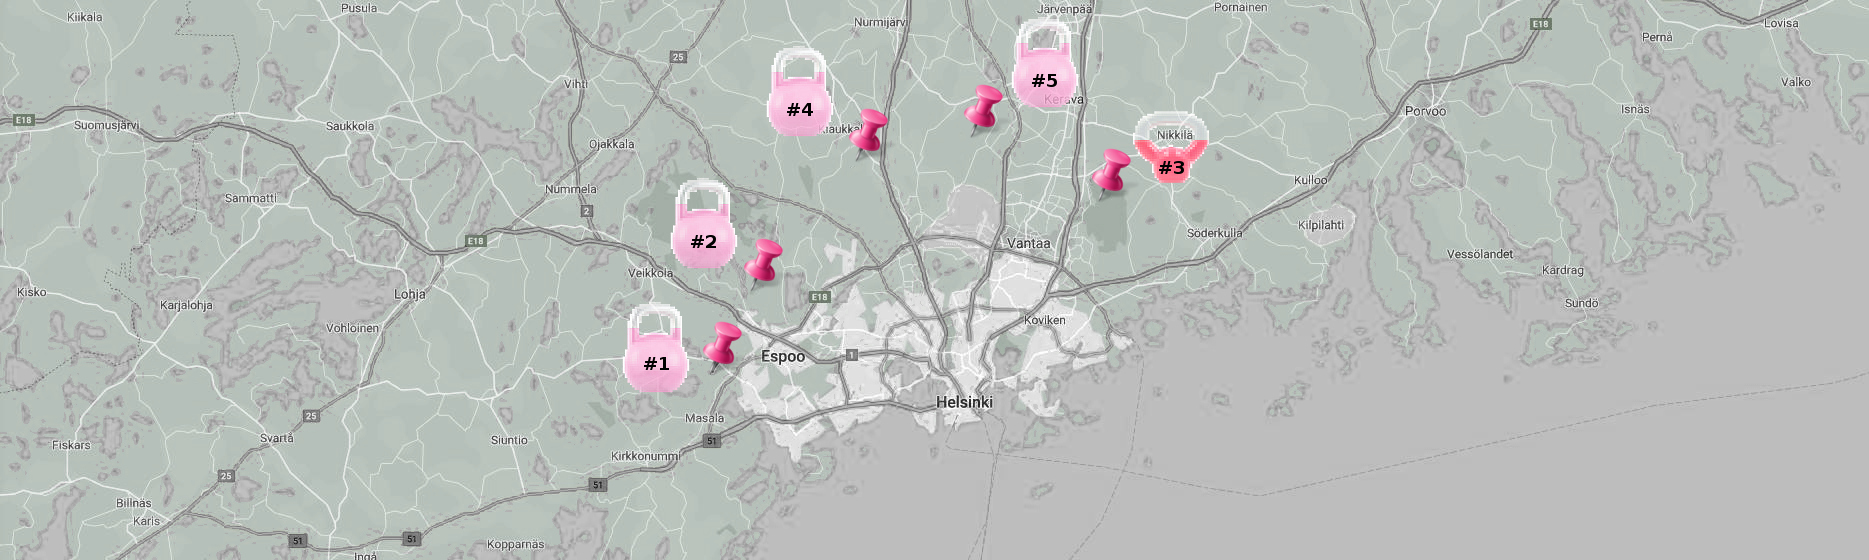 Kiikala
Pusula
Nurmijärvi
Järvenpää
Pornainen
E18
Lovisa
Pernå
25
#5
Vihti
#4
Kerava
Valko
E18
Suomusjärvi
Saukkola
Klaukkala
Nikkilä
Porvoo
Isnäs
Ojakkala
#3
Nummela
Kulloo
Sammatti
2
E18
#2
Vantaa
Söderkulla
Kilpilahti
Vessölandet
Kardrag
Veikkola
Kisko
Karjalohja
Lohja
E18
Sundö
Vohloinen
Koviken
#1
Espoo
1
Helsinki
25
Masala
Fiskars
Svartå
Siuntio
51
Kirkkonummi
25
51
Billnäs
Karis
51
51
Kopparnäs
Ingå